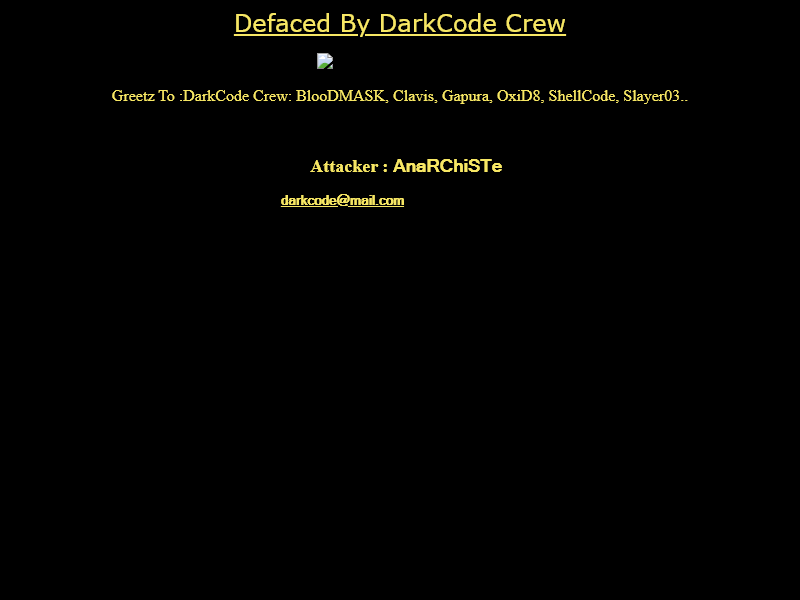 Defaced By DarkCode Crew
Greetz To :DarkCode Crew: BlooDMASK, Clavis, Gapura, OxiD8, ShellCode, Slayer03..
Attacker : AnaRChiSTe
darkcode@mail.com